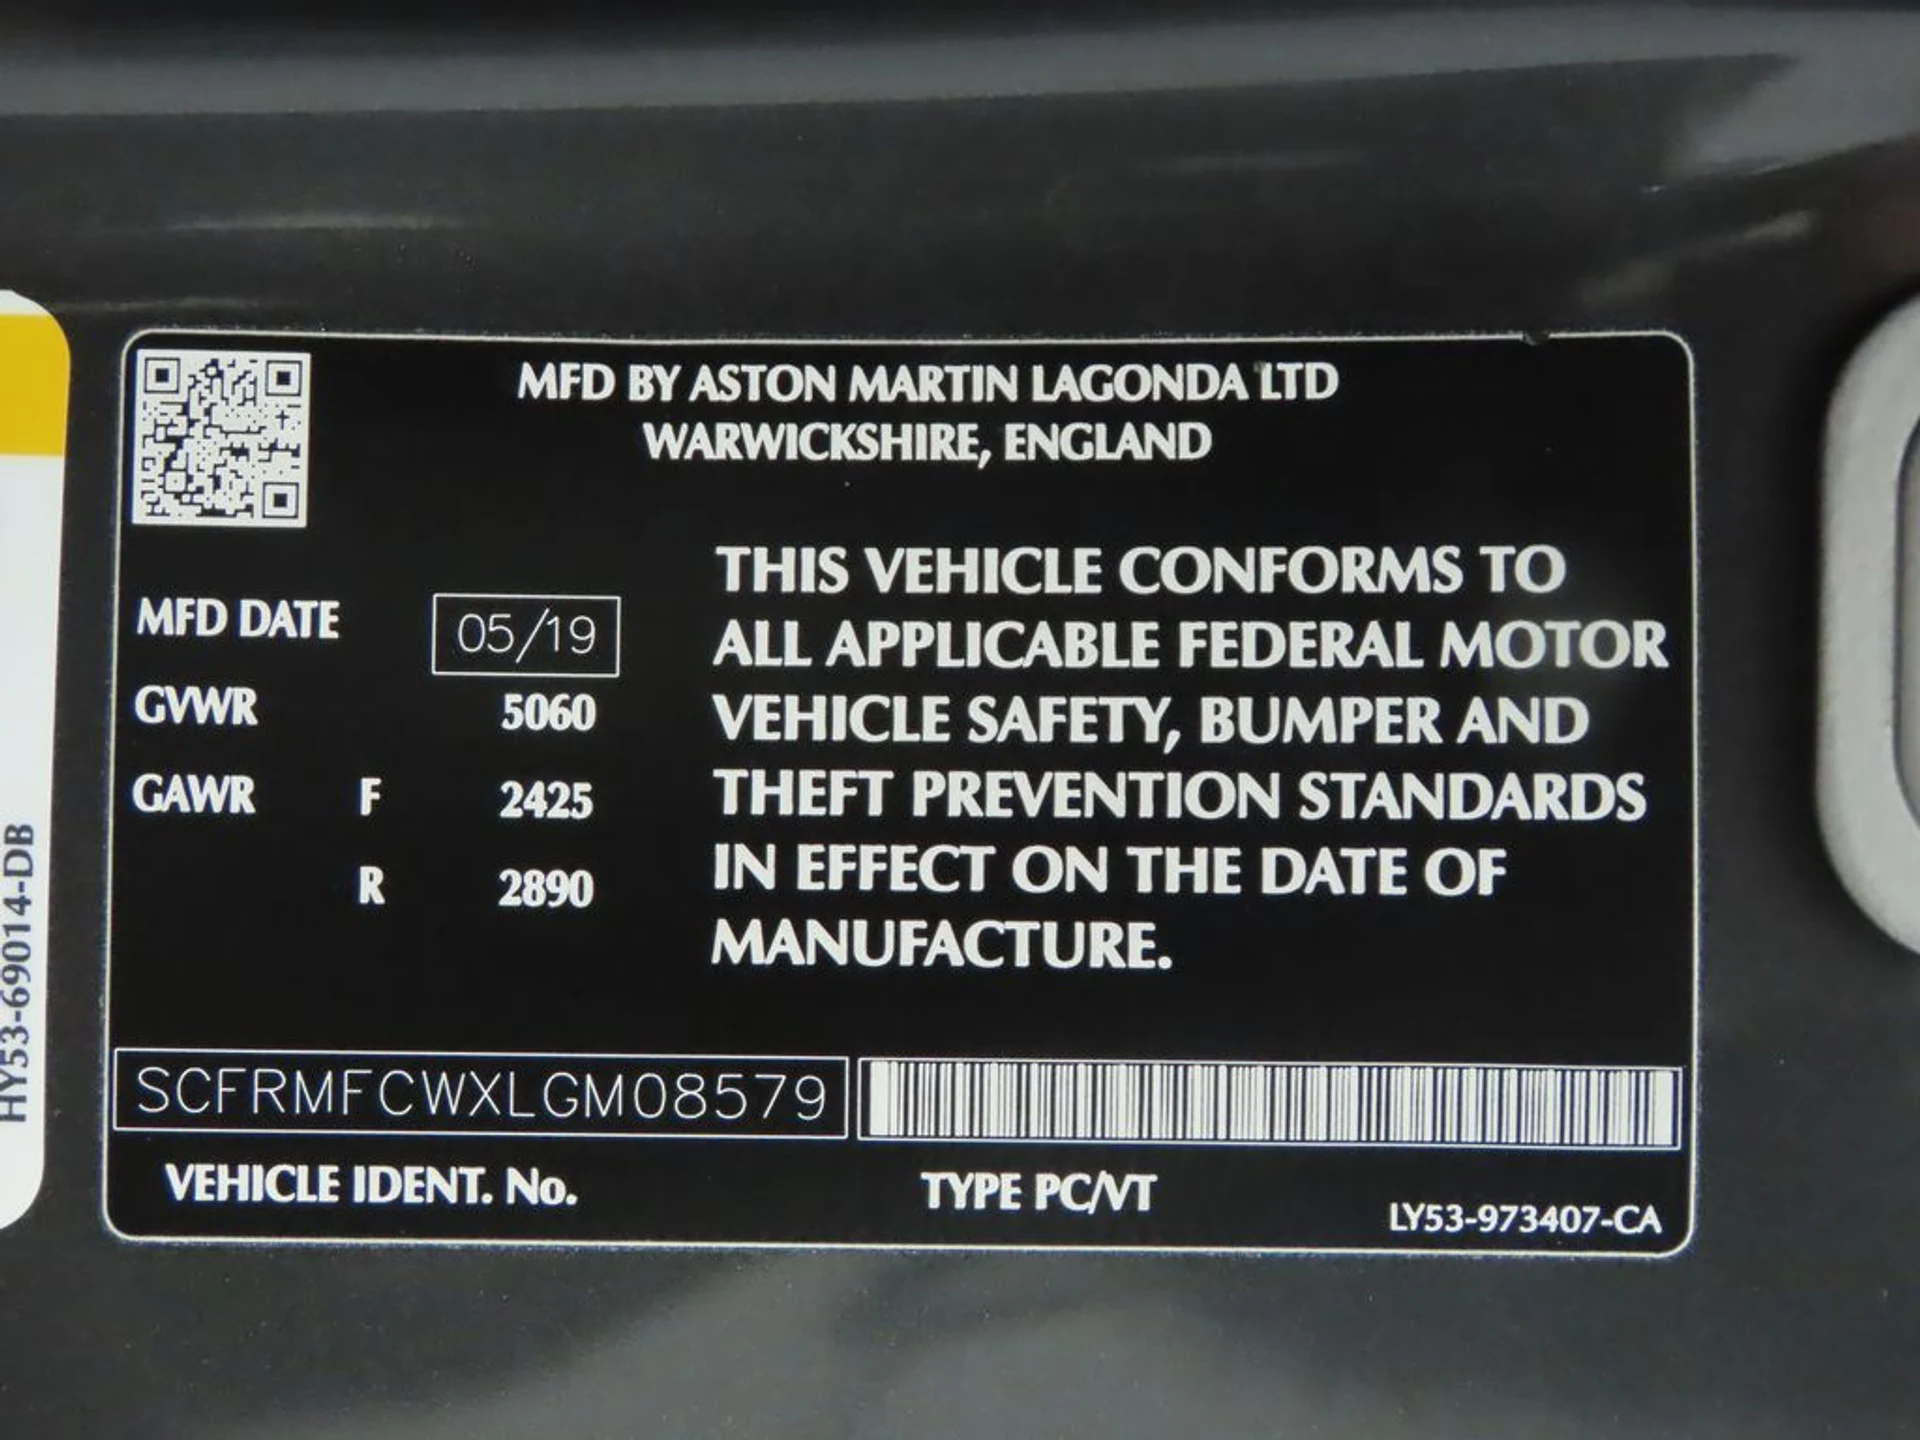 MFD BY ASTON MARTIN LAGONDA LTD
WARWICKSHIRE, ENGLAND
MFD DATE 05/19
GVWR 5060
GAWR F 2425
R 2890
THIS VEHICLE CONFORMS TO
ALL APPLICABLE FEDERAL MOTOR
VEHICLE SAFETY, BUMPER AND
THEFT PREVENTION STANDARDS
IN EFFECT ON THE DATE OF
MANUFACTURE.
SCFRMFCWXLGM08579
VEHICLE IDENT. No.
TYPE PC/VT
LY53-973407-CA
HY53-69014-DB